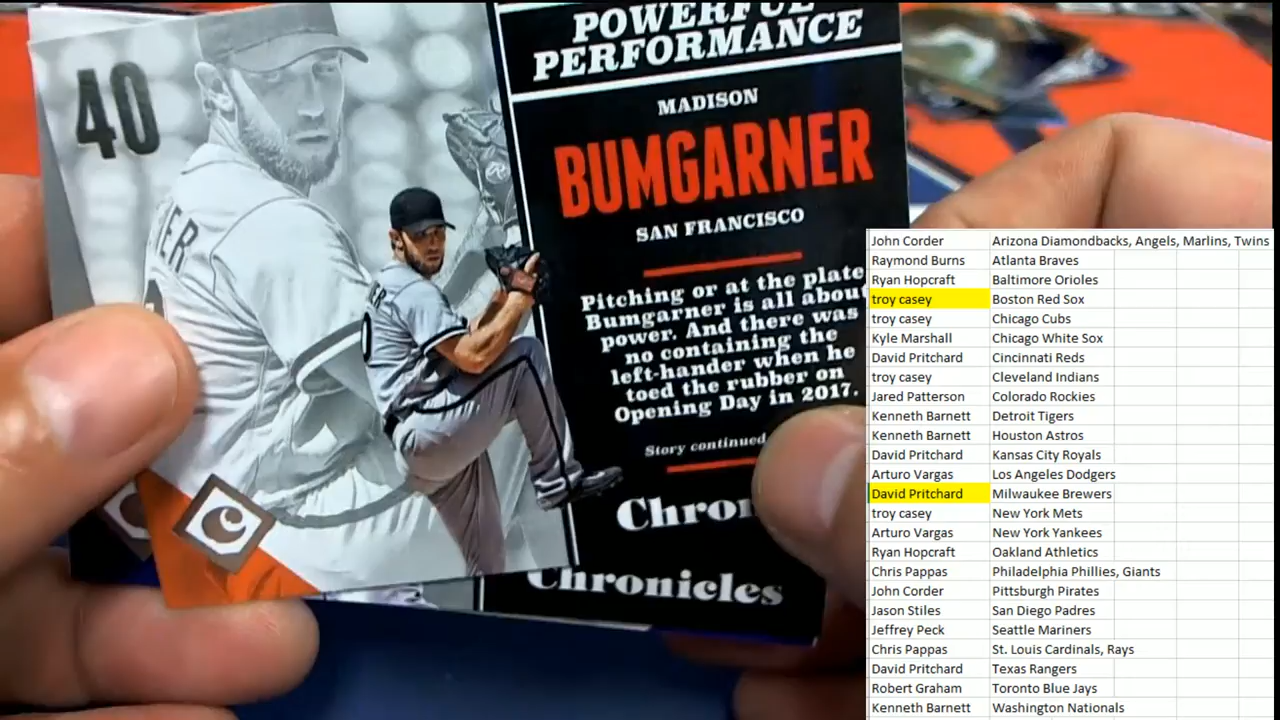 40
POWERFUL
PERFORMANCE
MADISON
BUMGARNER
SAN FRANCISCO
Pitching or at the plate
Bumgarner is all about
power. And there was
no containing the
left-hander when he
toed the rubber on
Opening Day in 2017.
Story continued
Chronicles
John Corder Arizona Diamondbacks, Angels, Marlins, Twins
Raymond Burns Atlanta Braves
Ryan Hopcraft Baltimore Orioles
troy casey Boston Red Sox
troy casey Chicago Cubs
Kyle Marshall Chicago White Sox
David Pritchard Cincinnati Reds
troy casey Cleveland Indians
Jared Patterson Colorado Rockies
Kenneth Barnett Detroit Tigers
Kenneth Barnett Houston Astros
David Pritchard Kansas City Royals
Arturo Vargas Los Angeles Dodgers
David Pritchard Milwaukee Brewers
troy casey New York Mets
Arturo Vargas New York Yankees
Ryan Hopcraft Oakland Athletics
Chris Pappas Philadelphia Phillies, Giants
John Corder Pittsburgh Pirates
Jason Stiles San Diego Padres
Jeffrey Peck Seattle Mariners
Chris Pappas St. Louis Cardinals, Rays
David Pritchard Texas Rangers
Robert Graham Toronto Blue Jays
Kenneth Barnett Washington Nationals